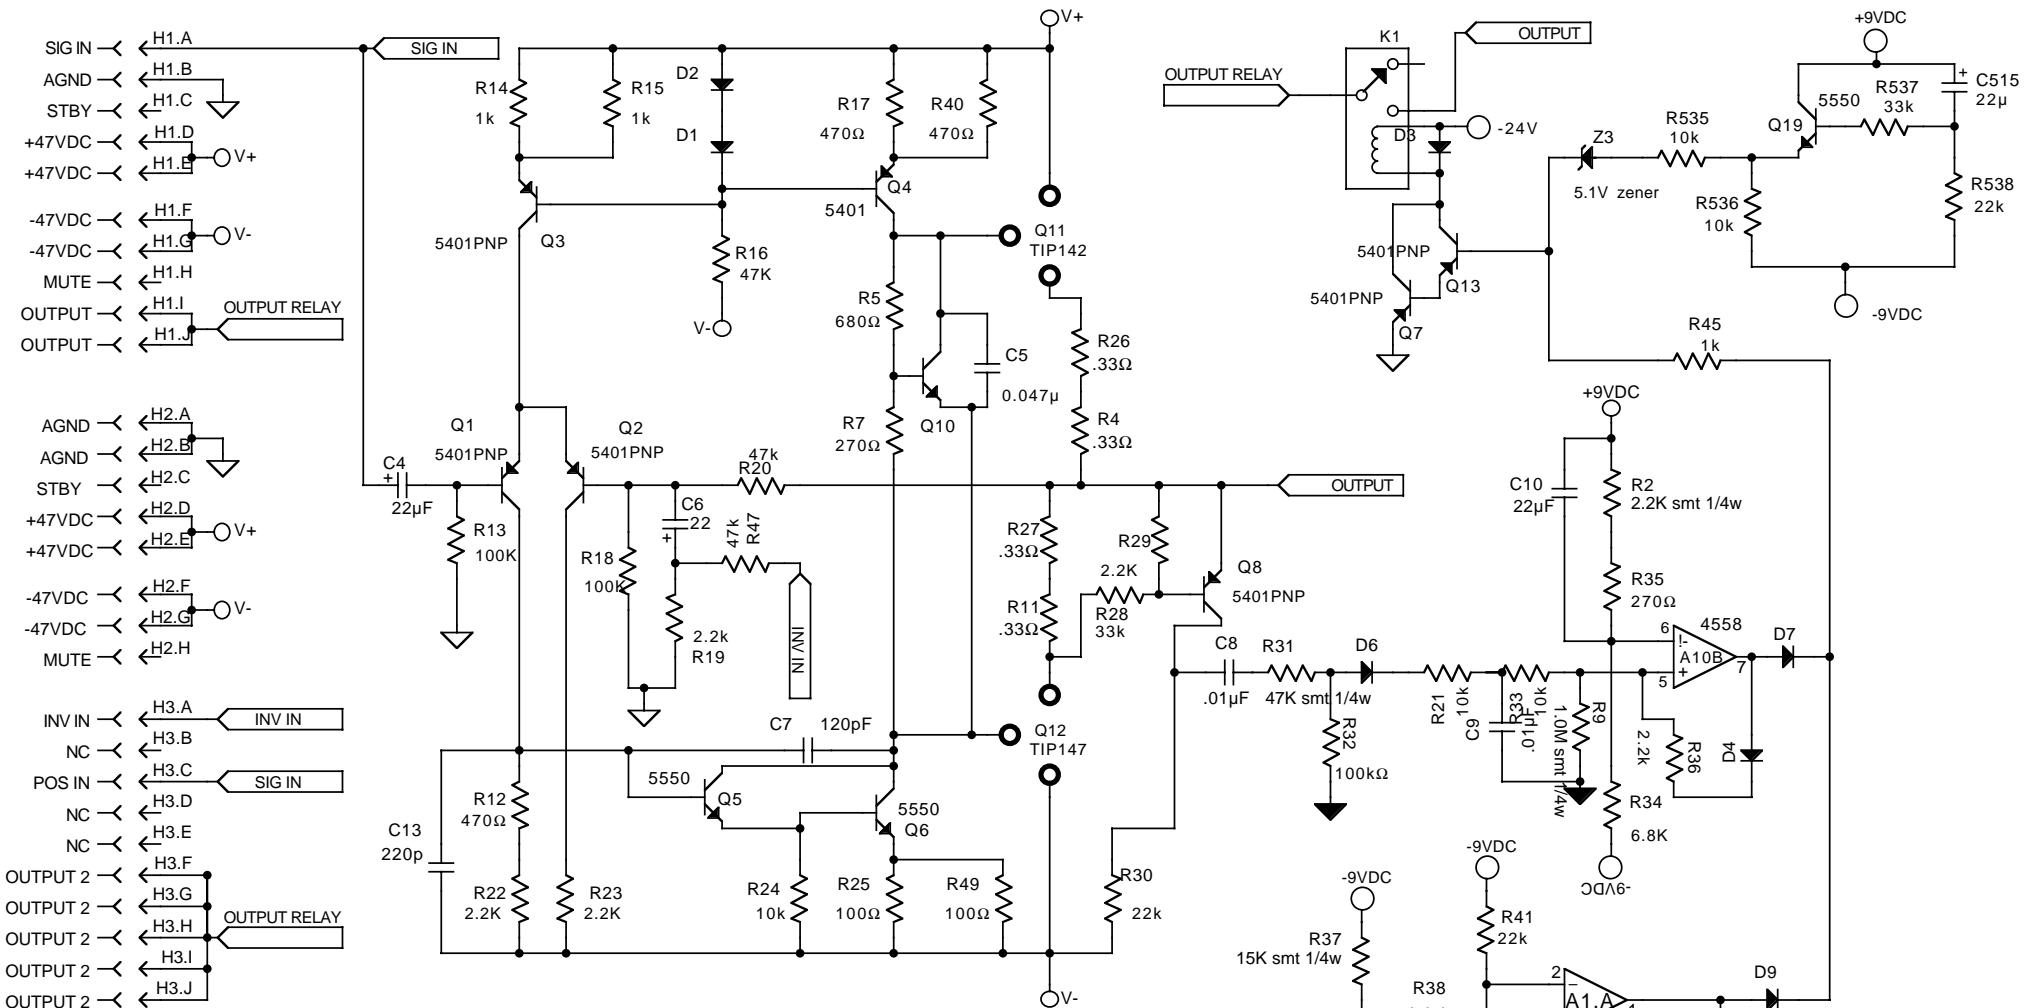 SIG IN H1.A
AGND H1.B
STBY H1.C
+47VDC H1.D
+47VDC H1.E
V+
-47VDC H1.F
-47VDC H1.G
V-
MUTE H1.H
OUTPUT H1.I
OUTPUT H1.J
OUTPUT RELAY
AGND H2.A
AGND H2.B
STBY H2.C
+47VDC H2.D
+47VDC H2.E
V+
-47VDC H2.F
-47VDC H2.G
V-
MUTE H2.H
INV IN H3.A
INV IN
NC H3.B
POS IN H3.C
SIG IN
NC H3.D
NC H3.E
OUTPUT 2 H3.F
OUTPUT 2 H3.G
OUTPUT 2 H3.H
OUTPUT RELAY
OUTPUT 2 H3.I
OUTPUT 2 H3.J
SIG IN
V+
R14
1k
R15
1k
D2
D1
R17
470Ω
R40
470Ω
Q4
5401
5401PNP
Q3
R16
47K
V-
Q11
TIP142
R5
680Ω
C5
0.047µ
R26
.33Ω
R7
270Ω
Q10
R4
.33Ω
Q1
5401PNP
Q2
5401PNP
C4
+
22µF
R13
100K
47k
R20
C6
22
+
47k
R47
R18
100K
2.2k
R19
INV IN
OUTPUT
R27
.33Ω
R29
2.2K
R11
.33Ω
R28
33k
Q8
5401PNP
C7
120pF
Q12
TIP147
5550
Q5
5550
Q6
R12
470Ω
C13
220p
R22
2.2K
R23
2.2K
R24
10k
R25
100Ω
R49
100Ω
R30
22k
V-
C8
.01µF
R31
47K smt 1/4w
D6
R32
100kΩ
R21
10k
C9
.01µF
R33
10k
R9
1.0M smt 1/4w
2.2k
R36
D4
K1
OUTPUT
OUTPUT RELAY
D3
-24V
5401PNP
Q13
5401PNP
Q7
+9VDC
+
C515
22µ
R537
33k
5550
Q19
R535
10k
Z3
5.1V zener
R536
10k
R538
22k
-9VDC
R45
1k
+9VDC
C10
22µF
R2
2.2K smt 1/4w
R35
270Ω
4558
6
!-
A10B
+
5
7
D7
R34
6.8K
-9VDC
-9VDC
R41
22k
-9VDC
R37
15K smt 1/4w
R38
2
−
A1.A
D9